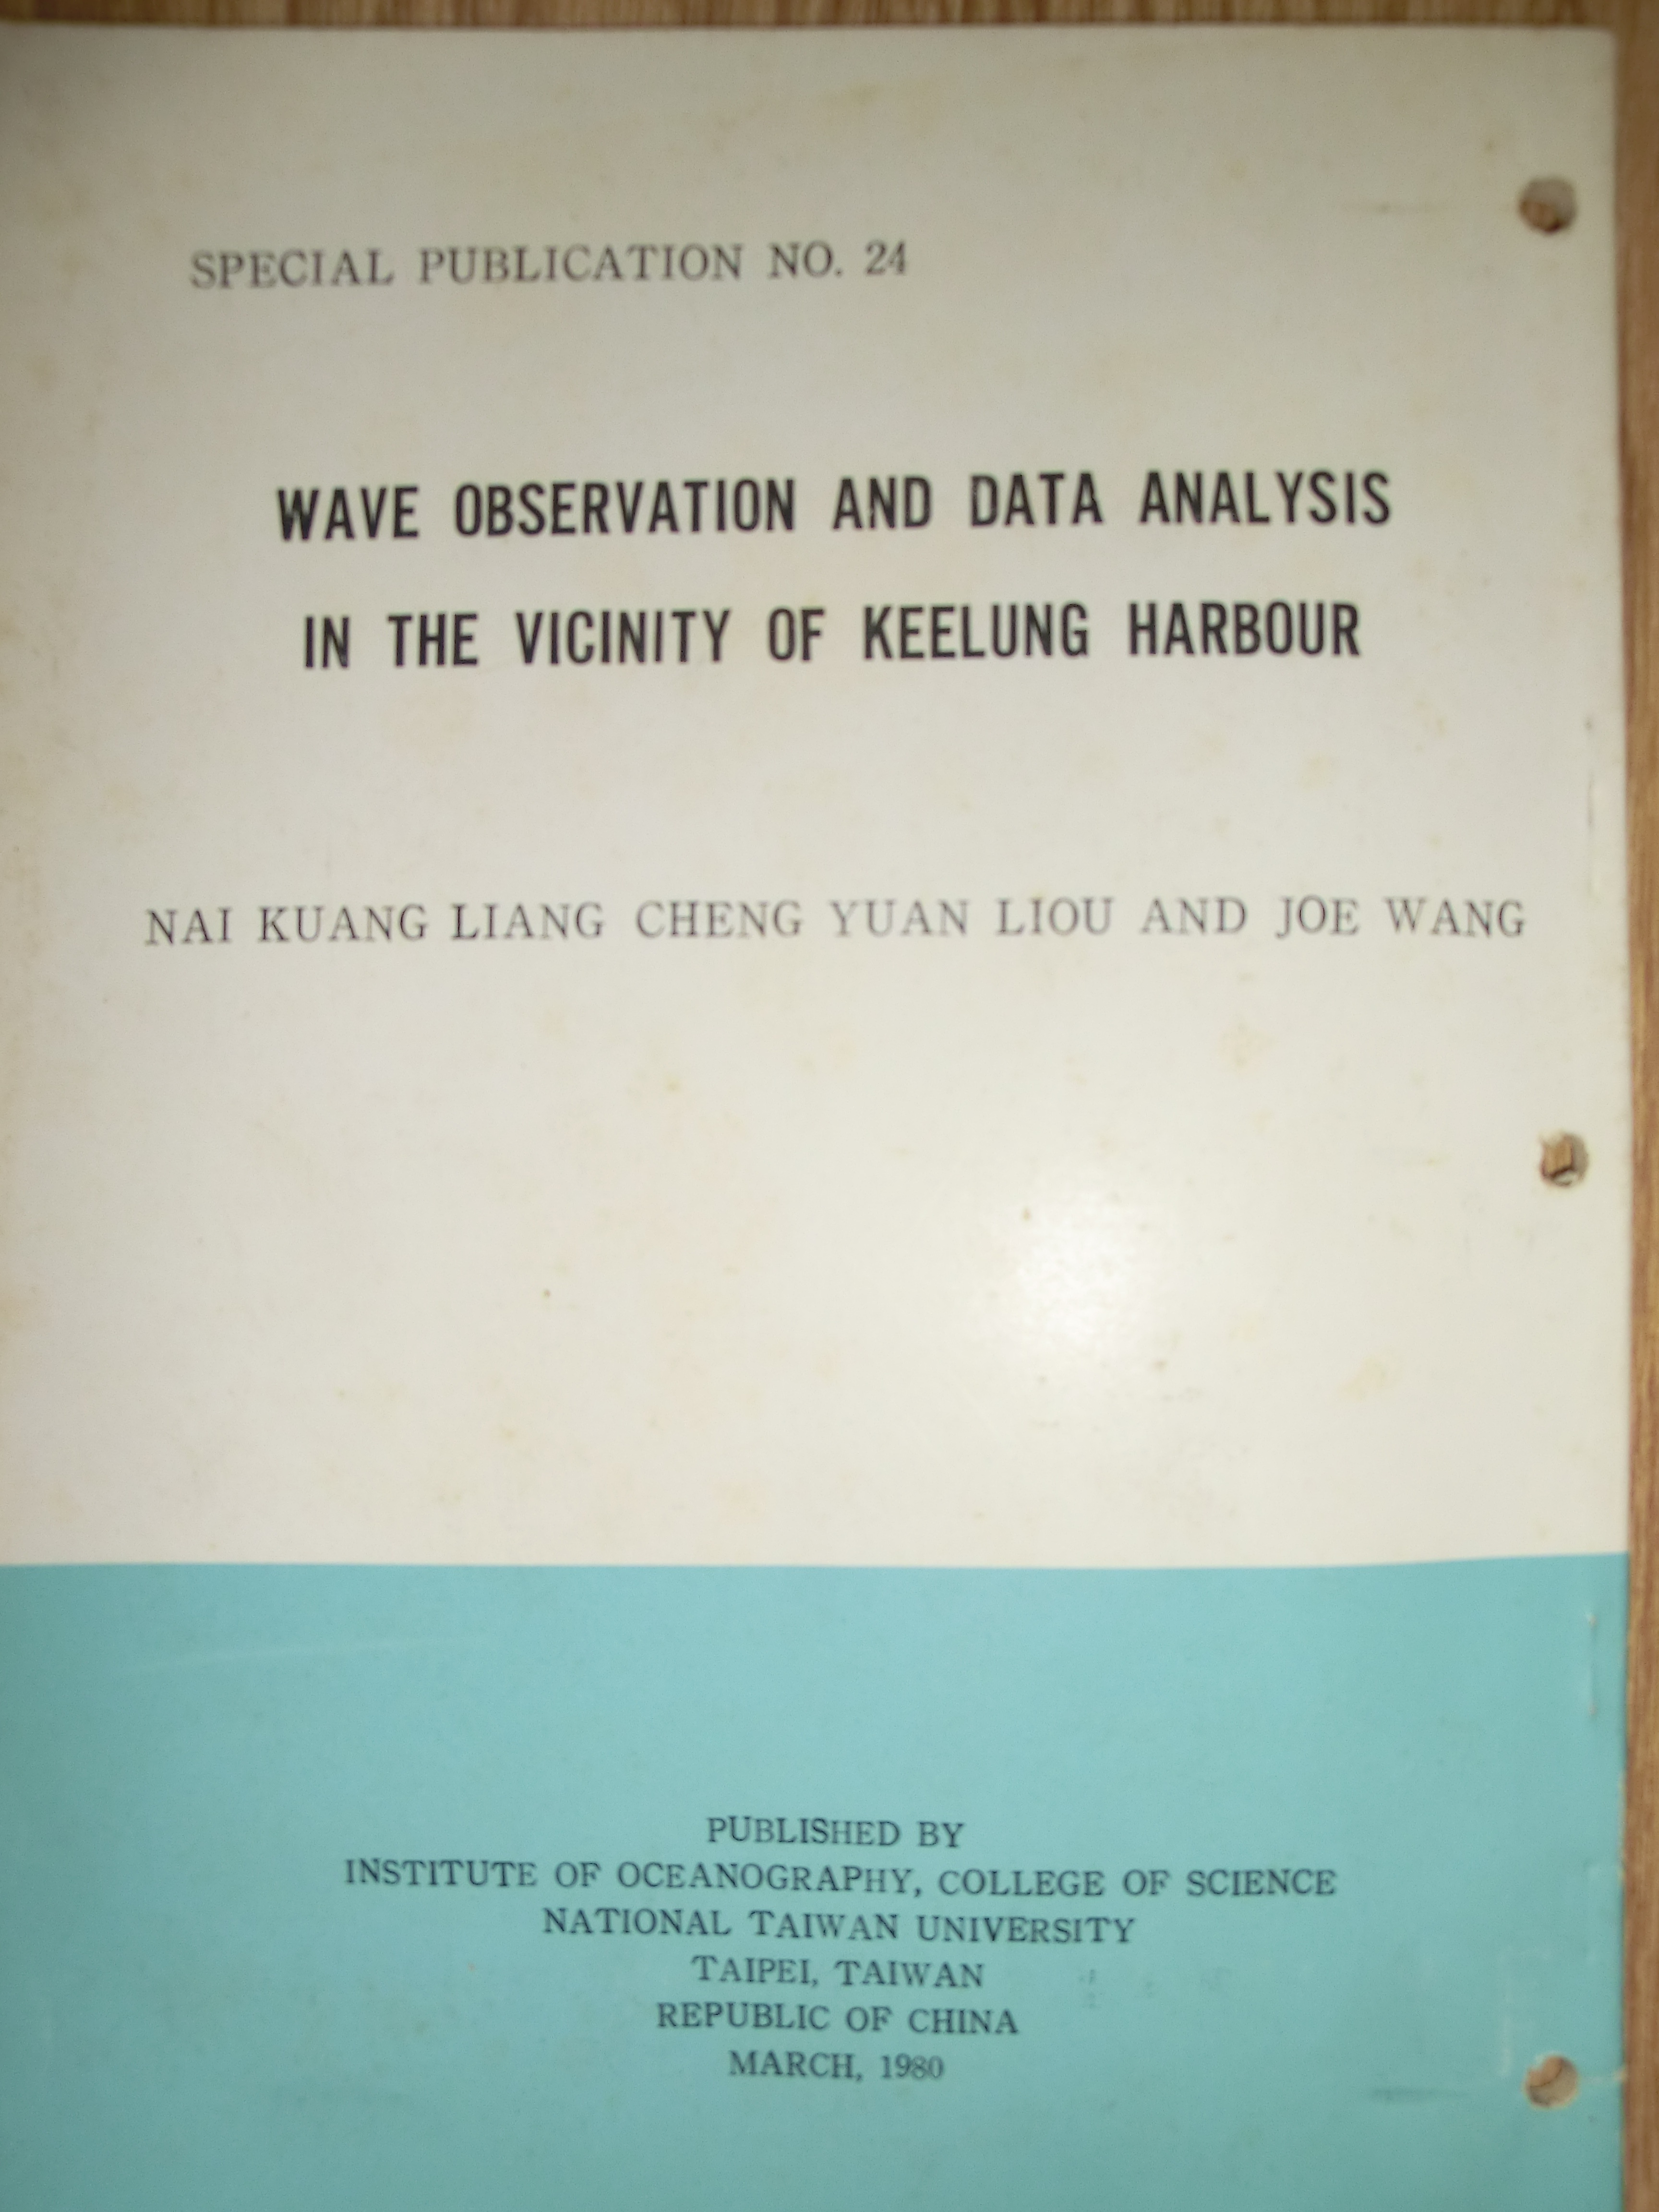 SPECIAL PUBLICATION NO. 24
WAVE OBSERVATION AND DATA ANALYSIS
IN THE VICINITY OF KEELUNG HARBOUR
NAI KUANG LIANG CHENG YUAN LIOU AND JOE WANG
PUBLISHED BY
INSTITUTE OF OCEANOGRAPHY, COLLEGE OF SCIENCE
NATIONAL TAIWAN UNIVERSITY
TAIPEI, TAIWAN
REPUBLIC OF CHINA
MARCH, 1980